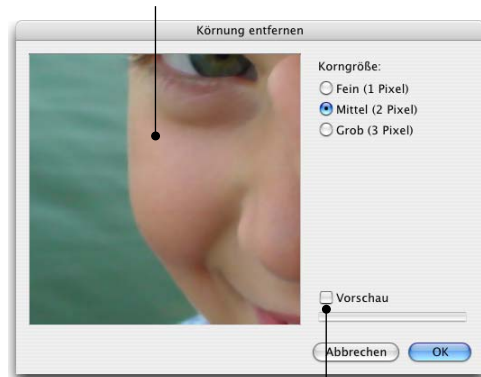 Körnung entfernen
Korngröße:
Fein (1 Pixel)
Mittel (2 Pixel)
Grob (3 Pixel)
Vorschau
Abbrechen
OK